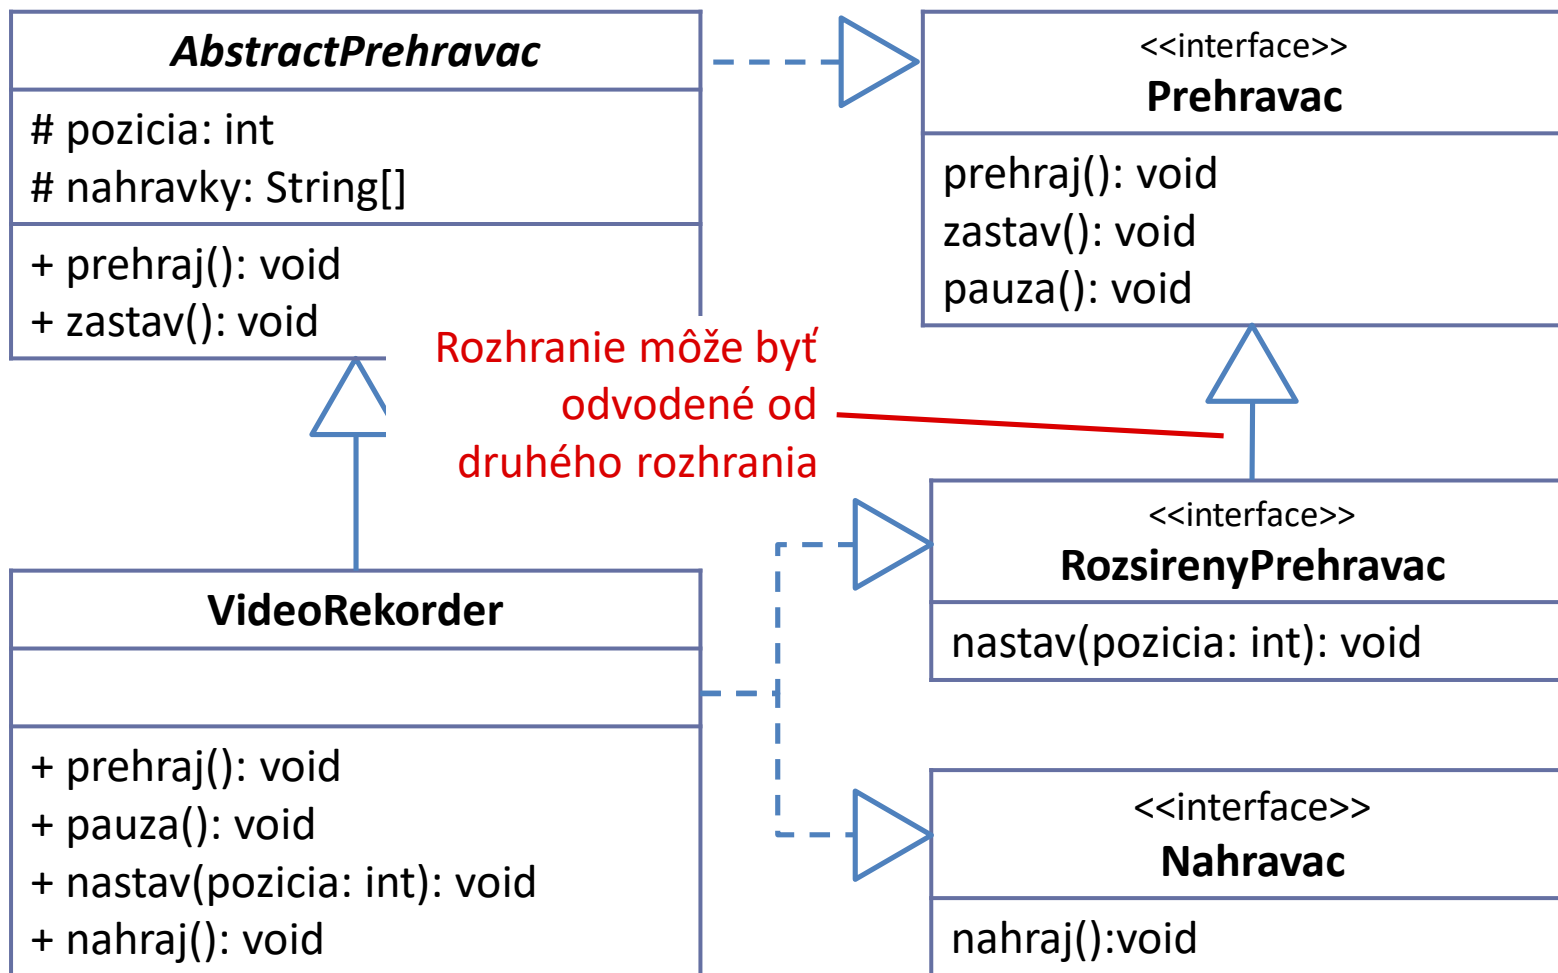 AbstractPrehravac
# pozicia: int
# nahravky: String[]
+ prehraj(): void
+ zastav(): void
<<interface>>
Prehravac
prehraj(): void
zastav(): void
pauza(): void
Rozhranie môže byť
odvodené od
druhého rozhrania
<<interface>>
RozsirenyPrehravac
nastav(pozicia: int): void
VideoRekorder
+ prehraj(): void
+ pauza(): void
+ nastav(pozicia: int): void
+ nahraj(): void
<<interface>>
Nahravac
nahraj():void